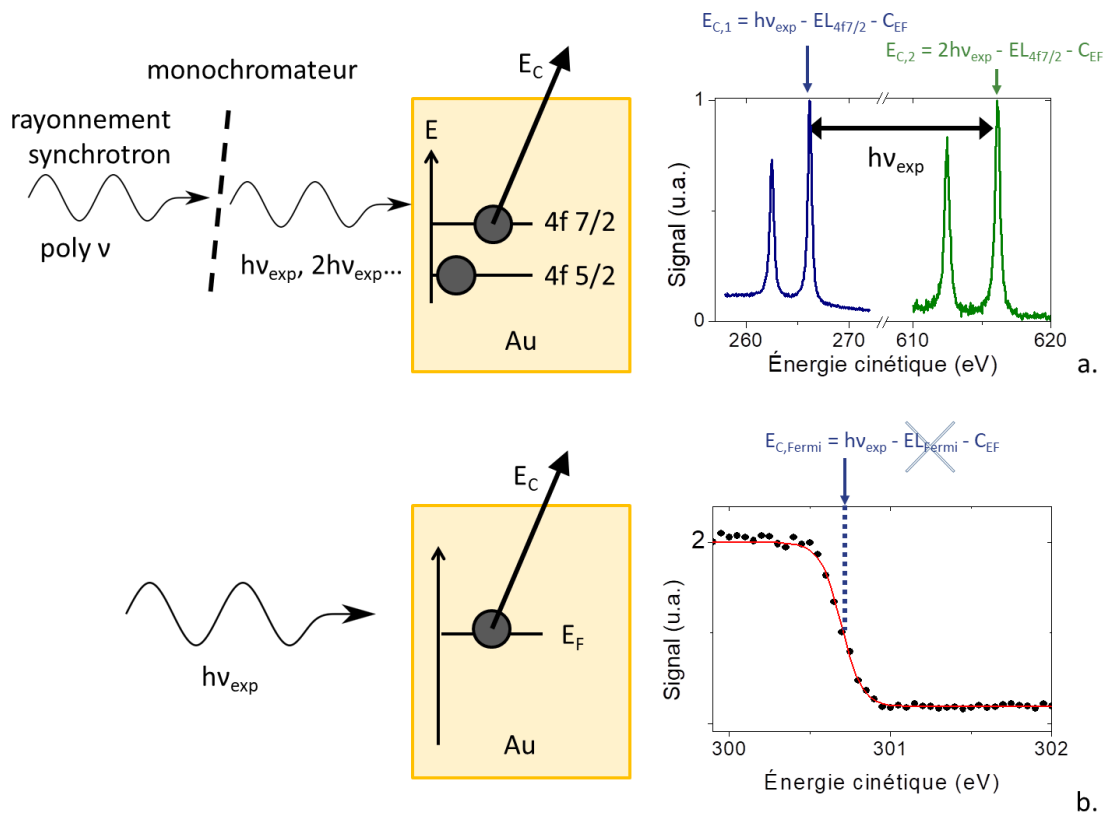 E_C,1 = hν_exp - EL_4f7/2 - C_EF
E_C,2 = 2hν_exp - EL_4f7/2 - C_EF
monochromateur
rayonnement
synchrotron
poly ν
hν_exp, 2hν_exp...
E_C
E
4f 7/2
4f 5/2
Au
Signal (u.a.)
1
0
hν_exp
260 270 610 620
Énergie cinétique (eV)
a.
E_C,Fermi = hν_exp - EL_Fermi - C_EF
hν_exp
E_C
E_F
Au
Signal (u.a.)
2
300 301 302
Énergie cinétique (eV)
b.